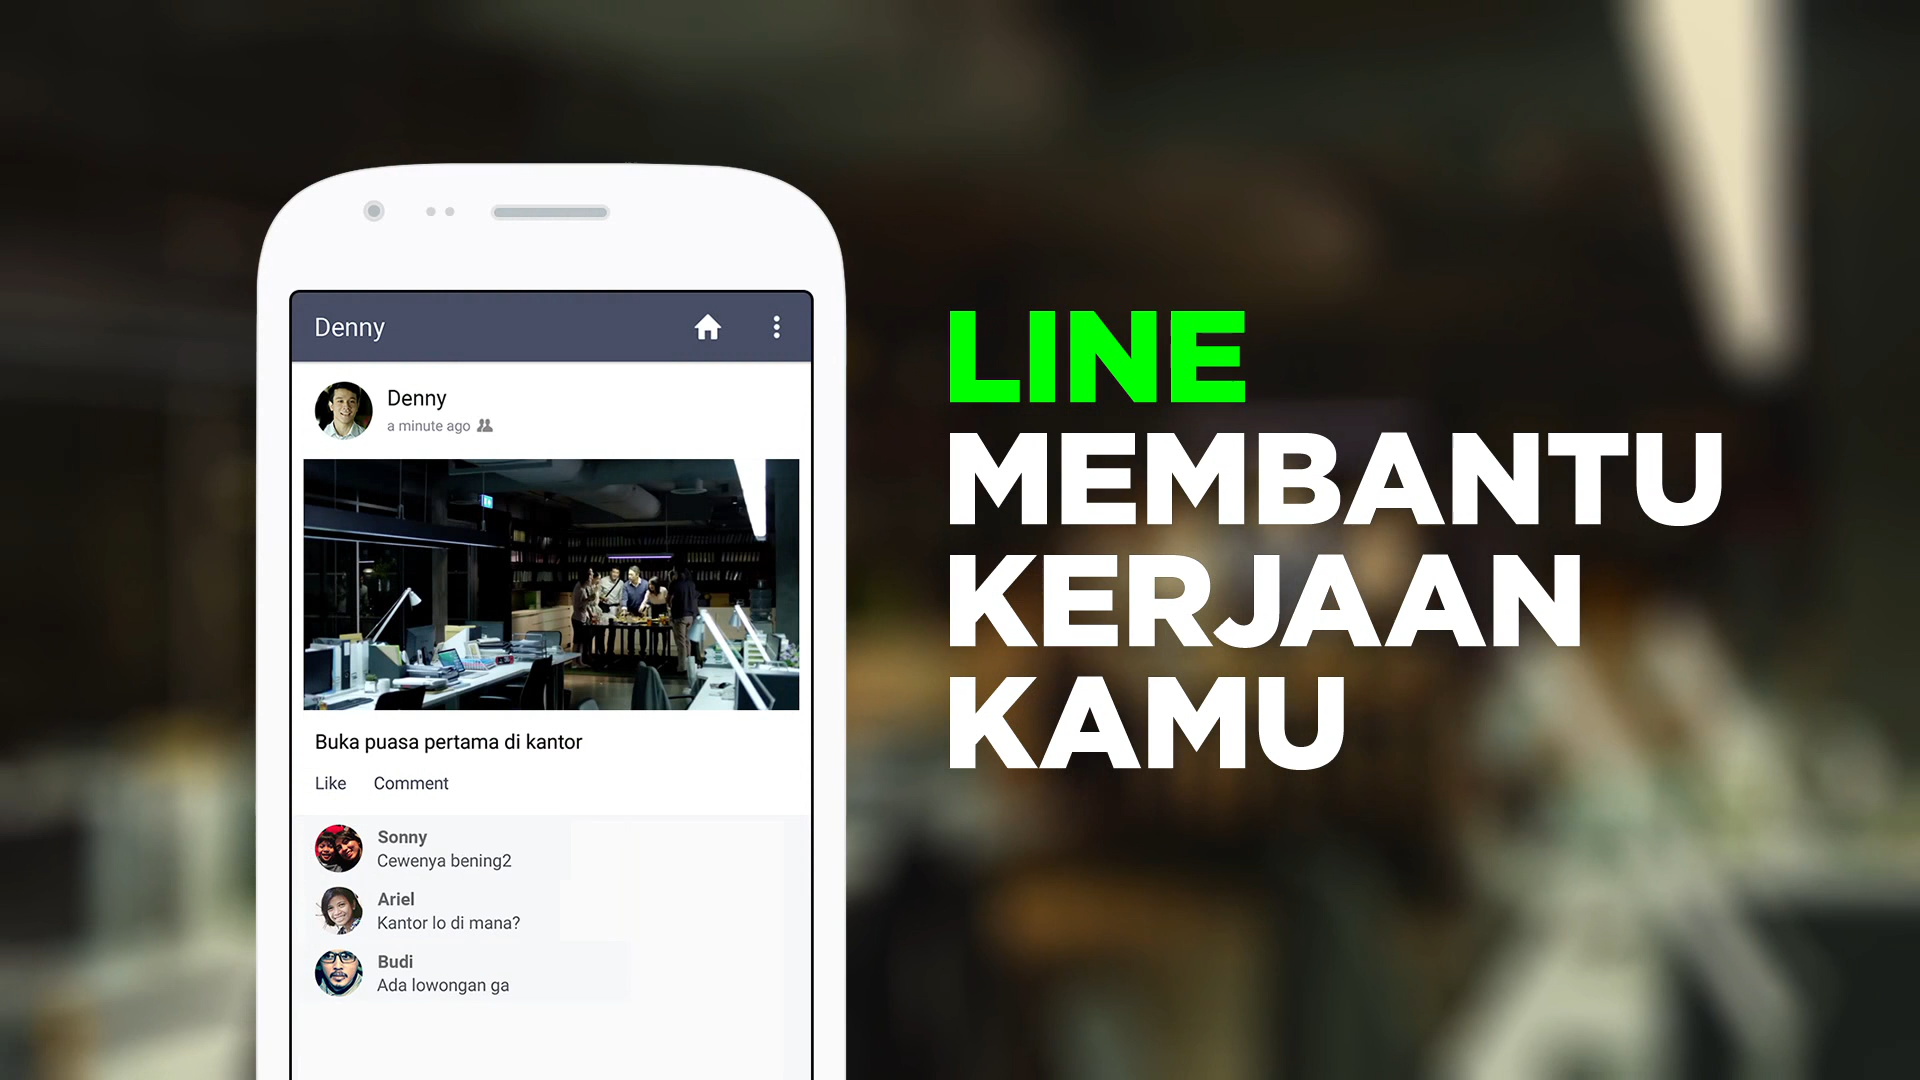 Denny
Denny
a minute ago
Buka puasa pertama di kantor
Like Comment
Sonny
Cewenya bening2
Ariel
Kantor lo di mana?
Budi
Ada lowongan ga
LINE
MEMBANTU
KERJAAN
KAMU